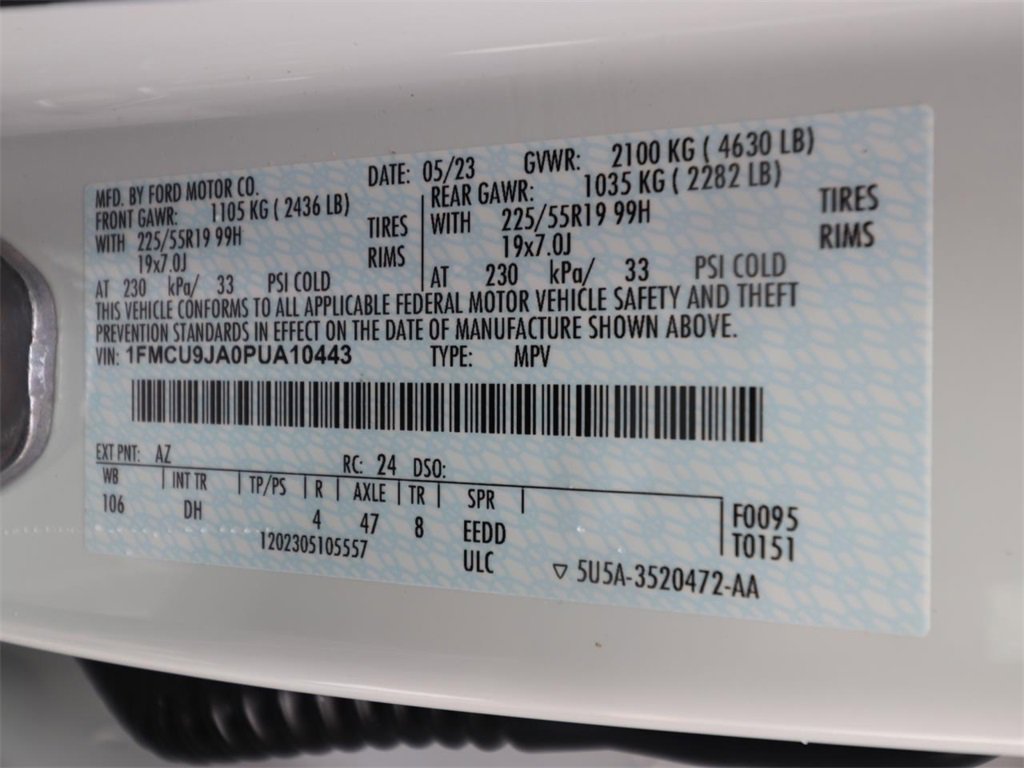 MFD. BY FORD MOTOR CO. DATE: 05/23 GVWR: 2100 KG ( 4630 LB)
FRONT GAWR: 1105 KG ( 2436 LB) REAR GAWR: 1035 KG ( 2282 LB)
WITH 225/55R19 99H TIRES WITH 225/55R19 99H TIRES
19x7.0J RIMS 19x7.0J RIMS
AT 230 kPa/ 33 PSI COLD AT 230 kPa/ 33 PSI COLD
THIS VEHICLE CONFORMS TO ALL APPLICABLE FEDERAL MOTOR VEHICLE SAFETY AND THEFT
PREVENTION STANDARDS IN EFFECT ON THE DATE OF MANUFACTURE SHOWN ABOVE.
VIN: 1FMCU9JA0PUA10443 TYPE: MPV
EXT PNT: AZ RC: 24 DSO:
WB INT TR TP/PS R AXLE TR SPR
106 DH 4 47 8 EEDD F0095
1202305105557 ULC T0151
5U5A-3520472-AA